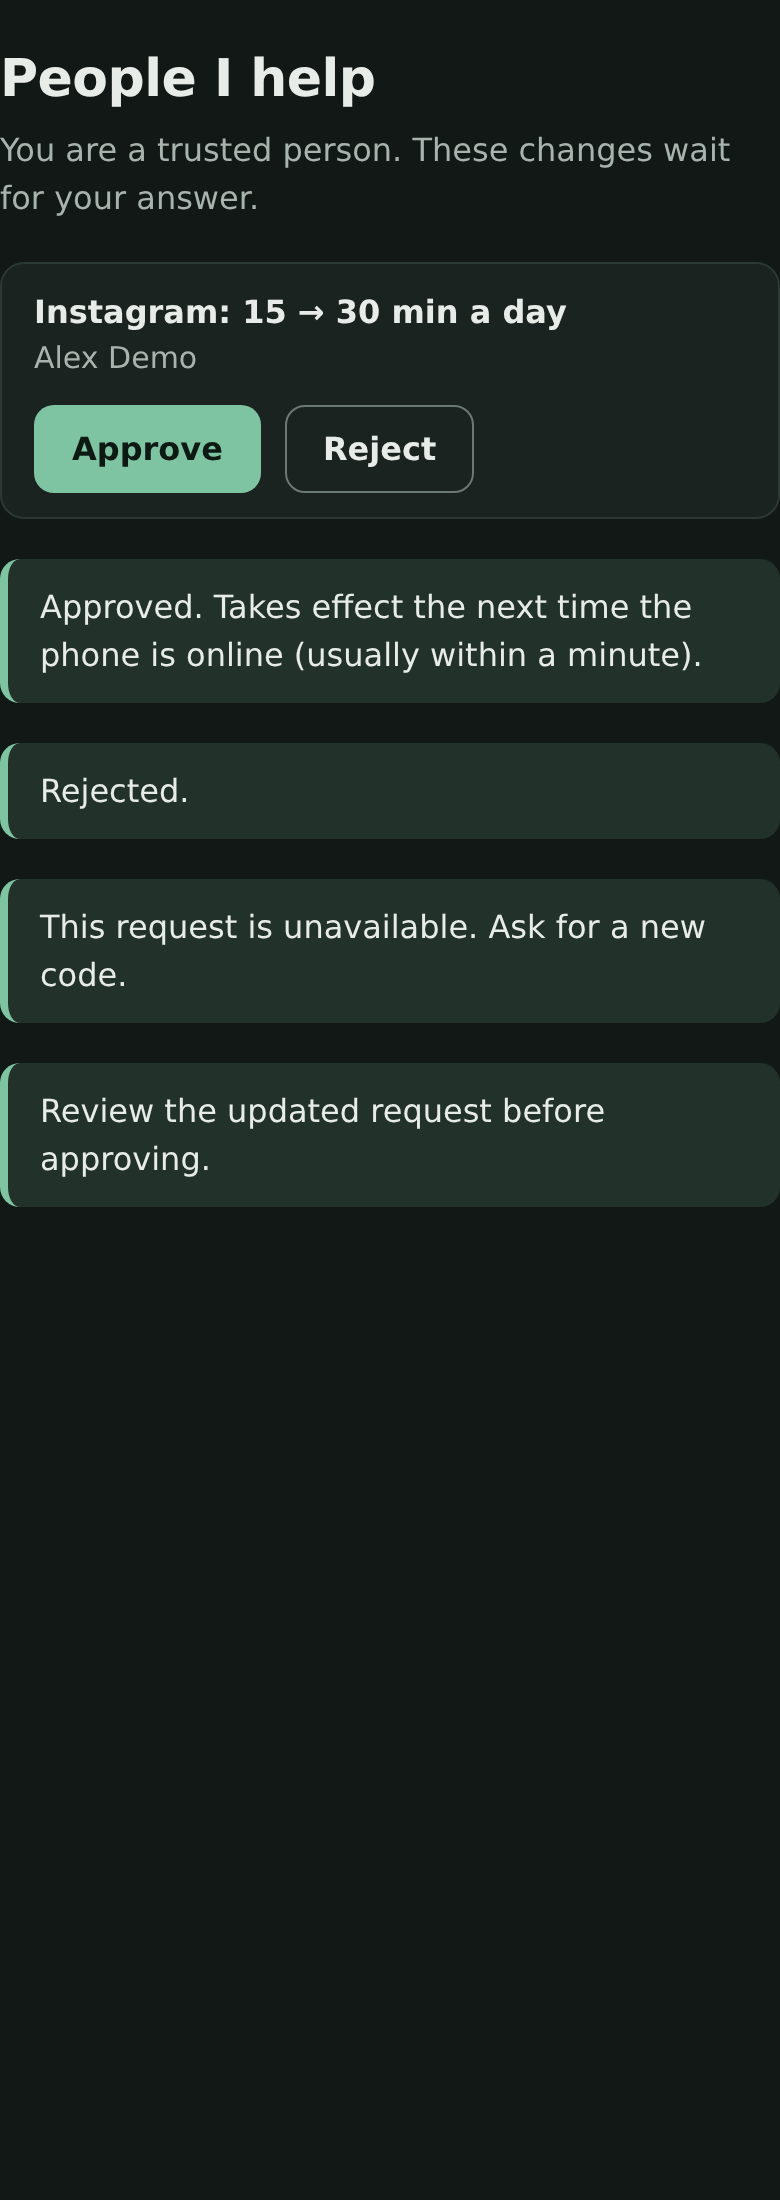 People I help
You are a trusted person. These changes wait
for your answer.
Instagram: 15 → 30 min a day
Alex Demo
Approve
Reject
Approved. Takes effect the next time the
phone is online (usually within a minute).
Rejected.
This request is unavailable. Ask for a new
code.
Review the updated request before
approving.